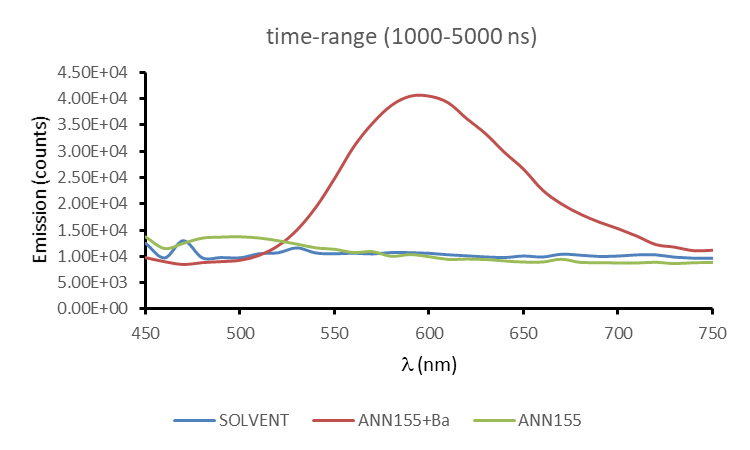 time-range (1000-5000 ns)
4.50E+04
4.00E+04
3.50E+04
3.00E+04
2.50E+04
2.00E+04
1.50E+04
1.00E+04
5.00E+03
0.00E+00
Emission (counts)
450 500 550 600 650 700 750
λ (nm)
SOLVENT ANN155+Ba ANN155